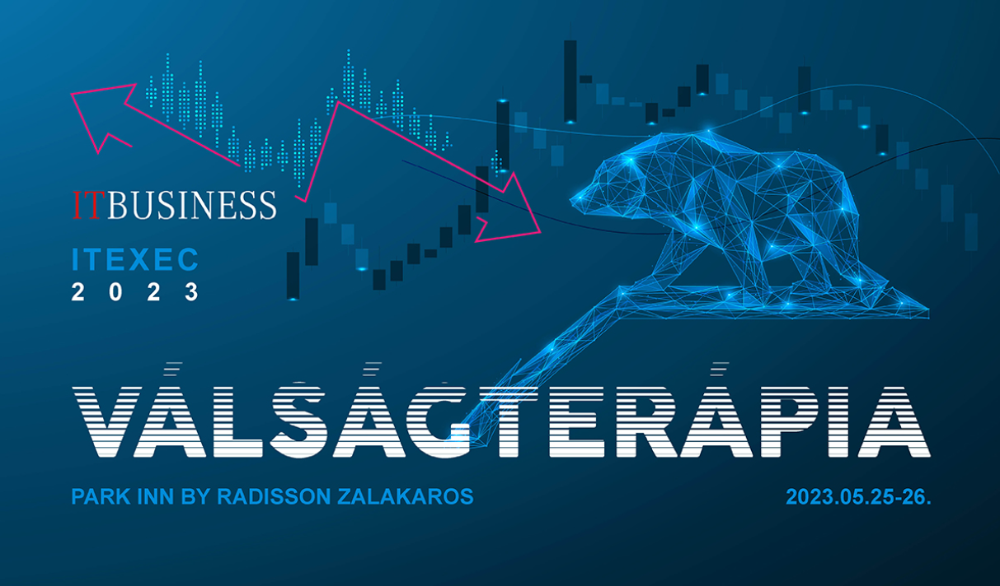 ITBUSINESS
ITEXEC
2023
VÁLSÁGTERÁPIA
PARK INN BY RADISSON ZALAKAROS
2023.05.25-26.